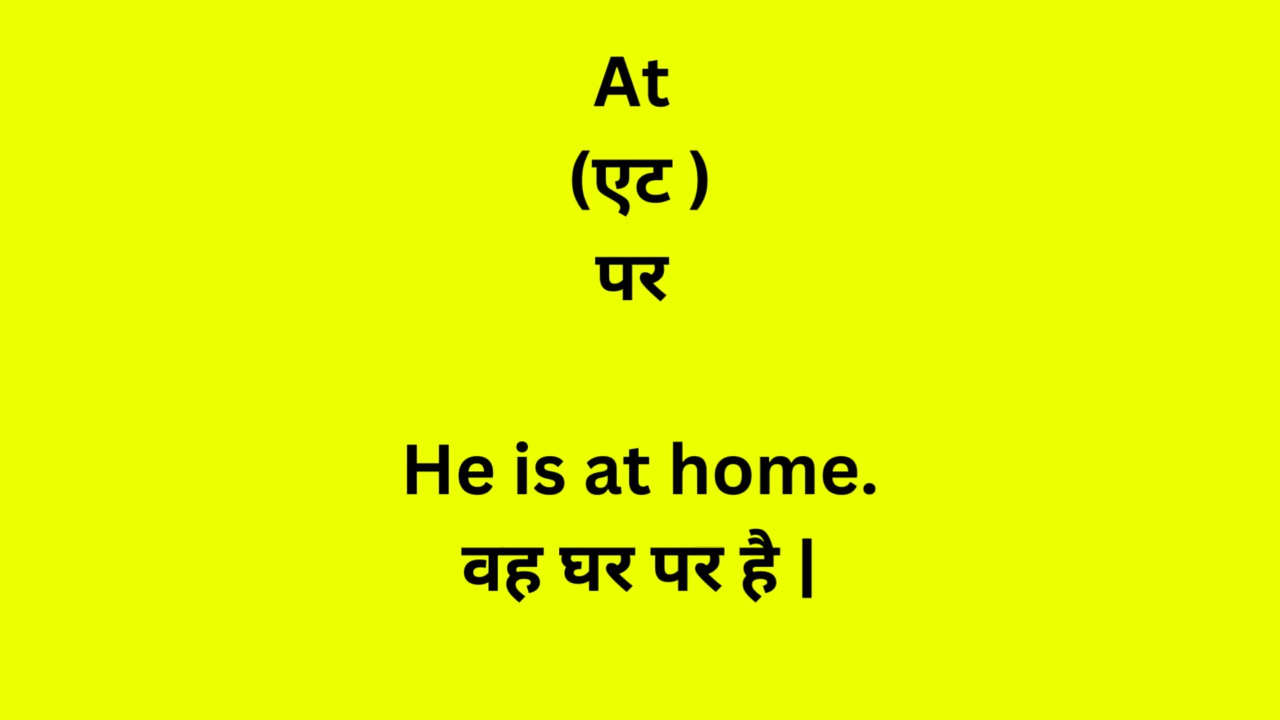 At
(एट )
पर
He is at home.
वह घर पर है |